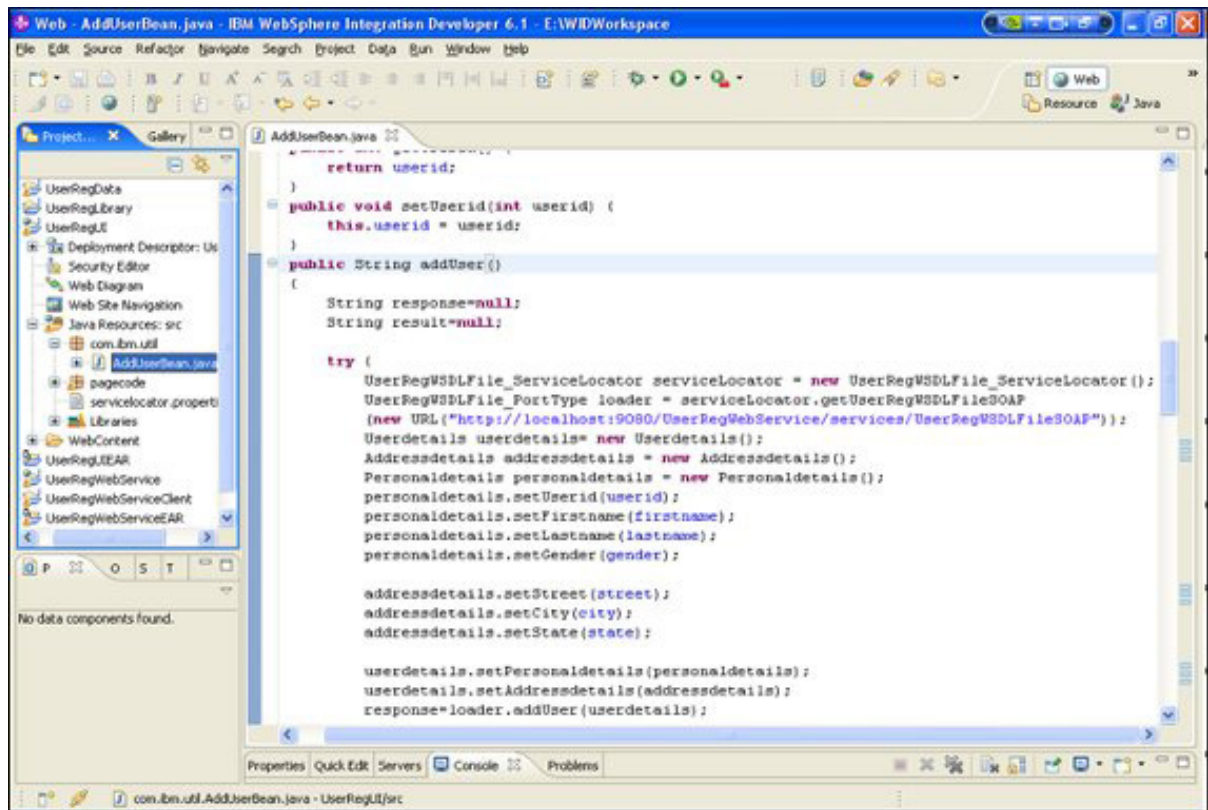 Web - AddUserBean.java - IBM WebSphere Integration Developer 6.1 - E:\WIDWorkspace
File Edit Source Refactor Navigate Search Project Data Run Window Help
Web
Resource Java
Project... Gallery
UserRegData
UserRegLibrary
UserRegUI
Deployment Descriptor: Us
Security Editor
Web Diagram
Web Site Navigation
Java Resources: src
com.ibm.util
AddUserBean.java
pagecode
servicelocator.properti
Libraries
WebContent
UserRegUIEAR
UserRegWebService
UserRegWebServiceClient
UserRegWebServiceEAR
P O S T
No data components found.
AddUserBean.java
return userid;
}
public void setUserid(int userid) {
this.userid = userid;
}
public String addUser()
{
String response=null;
String result=null;
try {
UserRegWSDLFile_ServiceLocator serviceLocator = new UserRegWSDLFile_ServiceLocator();
UserRegWSDLFile_PortType loader = serviceLocator.getUserRegWSDLFileSOAP
(new URL("http://localhost:9080/UserRegWebService/services/UserRegWSDLFileSOAP"));
Userdetails userdetails= new Userdetails();
Addressdetails addressdetails = new Addressdetails();
Personaldetails personaldetails = new Personaldetails();
personaldetails.setUserid(userid);
personaldetails.setFirstname(firstname);
personaldetails.setLastname(lastname);
personaldetails.setGender(gender);
addressdetails.setStreet(street);
addressdetails.setCity(city);
addressdetails.setState(state);
userdetails.setPersonaldetails(personaldetails);
userdetails.setAddressdetails(addressdetails);
response=loader.addUser(userdetails);
Properties Quick Edit Servers Console Problems
com.ibm.util.AddUserBean.java - UserRegUI/src